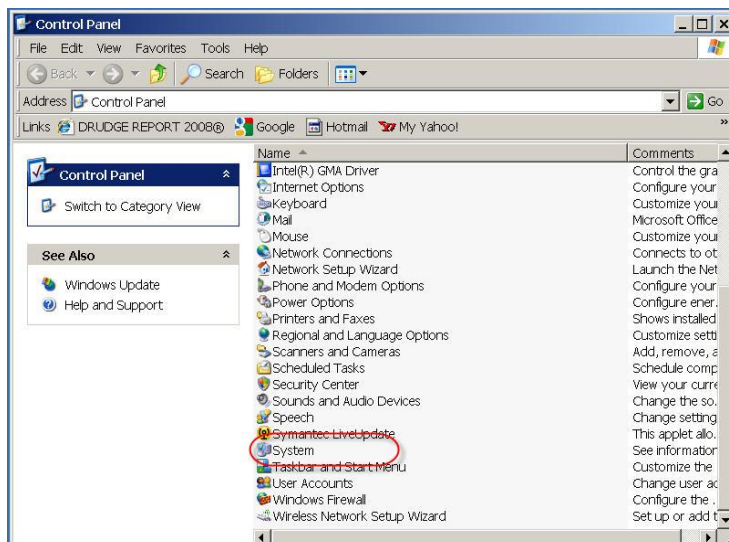 Control Panel
File Edit View Favorites Tools Help
Back Search Folders
Address Control Panel Go
Links DRUDGE REPORT 2008® Google Hotmail My Yahoo! »
Control Panel
Switch to Category View
See Also
Windows Update
Help and Support
Name Comments
Intel(R) GMA Driver Control the gra
Internet Options Configure your
Keyboard Customize your
Mail Microsoft Office
Mouse Customize your
Network Connections Connects to ot
Network Setup Wizard Launch the Net
Phone and Modem Options Configure your
Power Options Configure ener.
Printers and Faxes Shows installed
Regional and Language Options Customize setti
Scanners and Cameras Add, remove, a
Scheduled Tasks Schedule comp
Security Center View your curre
Sounds and Audio Devices Change the so.
Speech Change setting
Symantec LiveUpdate This applet allo.
System See information
Taskbar and Start Menu Customize the
User Accounts Change user ac
Windows Firewall Configure the .
Wireless Network Setup Wizard Set up or add t